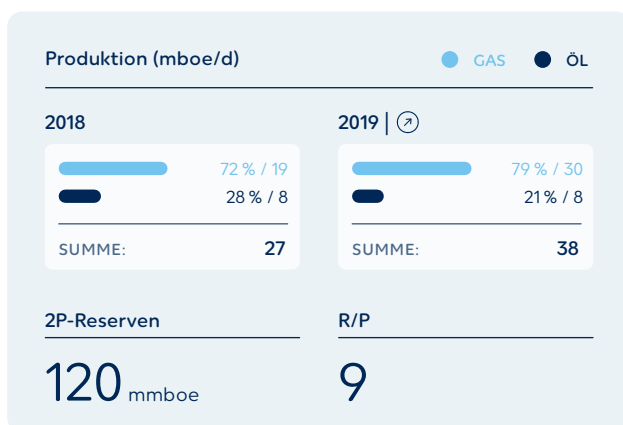 Produktion (mboe/d)
GAS
ÖL
2018
72 % / 19
28 % / 8
SUMME: 27
2019 |
79 % / 30
21 % / 8
SUMME: 38
2P-Reserven
120 mmboe
R/P
9